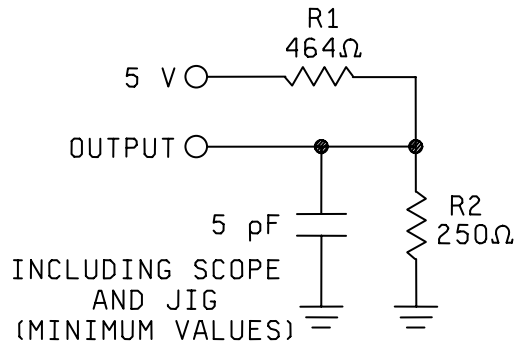 R1
464Ω
5 V
OUTPUT
R2
250Ω
5 pF
INCLUDING SCOPE
AND JIG
(MINIMUM VALUES)